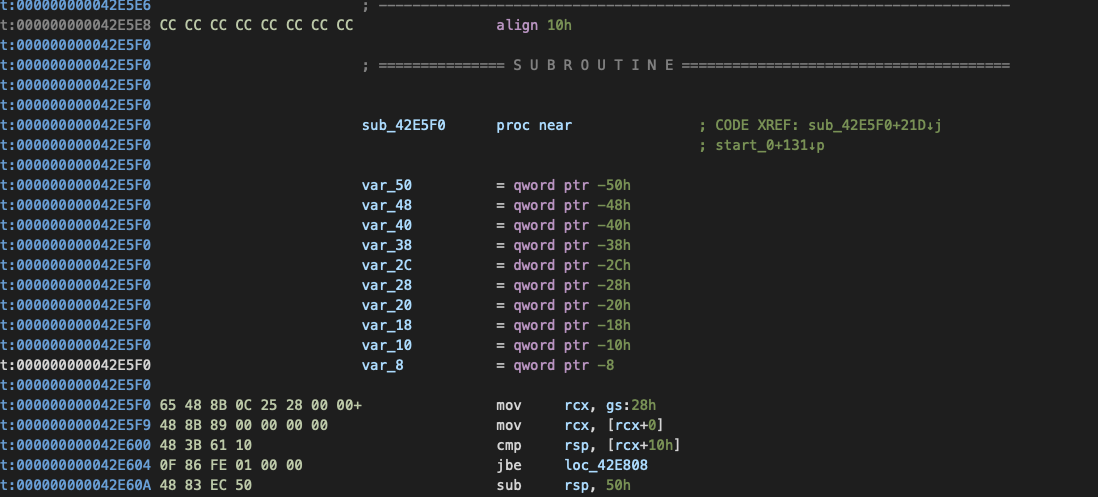 t:000000000042E5E6 ; ---------------------------------------------------------------------------
t:000000000042E5E8 CC CC CC CC CC CC CC CC align 10h
t:000000000042E5F0
t:000000000042E5F0 ; =============== S U B R O U T I N E =======================================
t:000000000042E5F0
t:000000000042E5F0
t:000000000042E5F0 sub_42E5F0 proc near ; CODE XREF: sub_42E5F0+21D↓j
t:000000000042E5F0 ; start_0+131↓p
t:000000000042E5F0
t:000000000042E5F0 var_50 = qword ptr -50h
t:000000000042E5F0 var_48 = qword ptr -48h
t:000000000042E5F0 var_40 = qword ptr -40h
t:000000000042E5F0 var_38 = qword ptr -38h
t:000000000042E5F0 var_2C = dword ptr -2Ch
t:000000000042E5F0 var_28 = qword ptr -28h
t:000000000042E5F0 var_20 = qword ptr -20h
t:000000000042E5F0 var_18 = qword ptr -18h
t:000000000042E5F0 var_10 = qword ptr -10h
t:000000000042E5F0 var_8 = qword ptr -8
t:000000000042E5F0
t:000000000042E5F0 65 48 8B 0C 25 28 00 00+ mov rcx, gs:28h
t:000000000042E5F9 48 8B 89 00 00 00 00 mov rcx, [rcx+0]
t:000000000042E600 48 3B 61 10 cmp rsp, [rcx+10h]
t:000000000042E604 0F 86 FE 01 00 00 jbe loc_42E808
t:000000000042E60A 48 83 EC 50 sub rsp, 50h